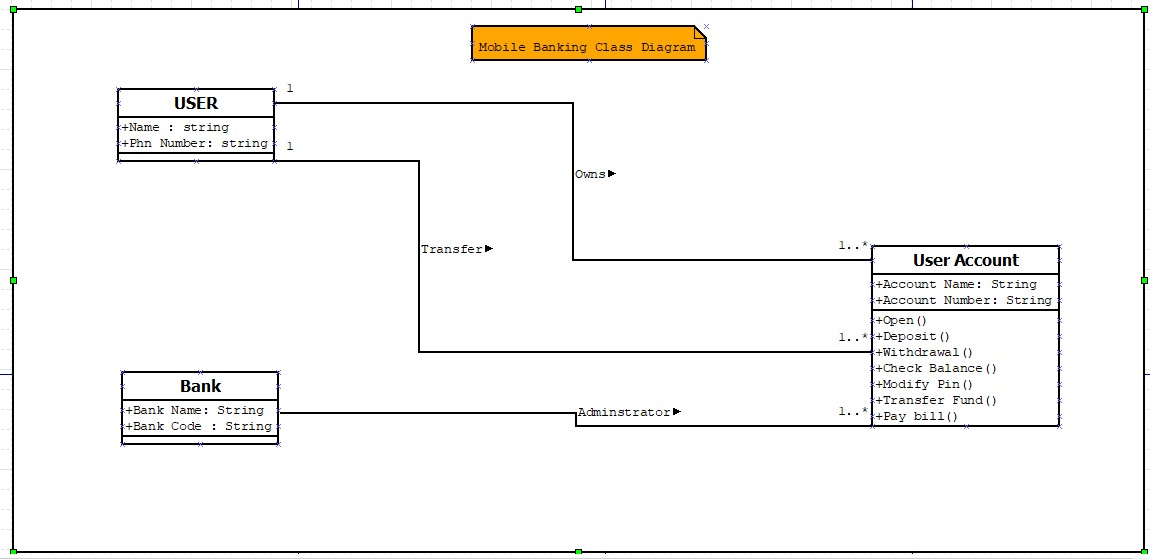 Mobile Banking Class Diagram
USER
+Name : string
+Phn Number: string
1
1
Owns
Transfer
1..*
User Account
+Account Name: String
+Account Number: String
+Open()
+Deposit()
1..*
+Withdrawal()
+Check Balance()
+Modify Pin()
+Transfer Fund()
+Pay bill()
Bank
+Bank Name: String
+Bank Code : String
Adminstrator
1..*